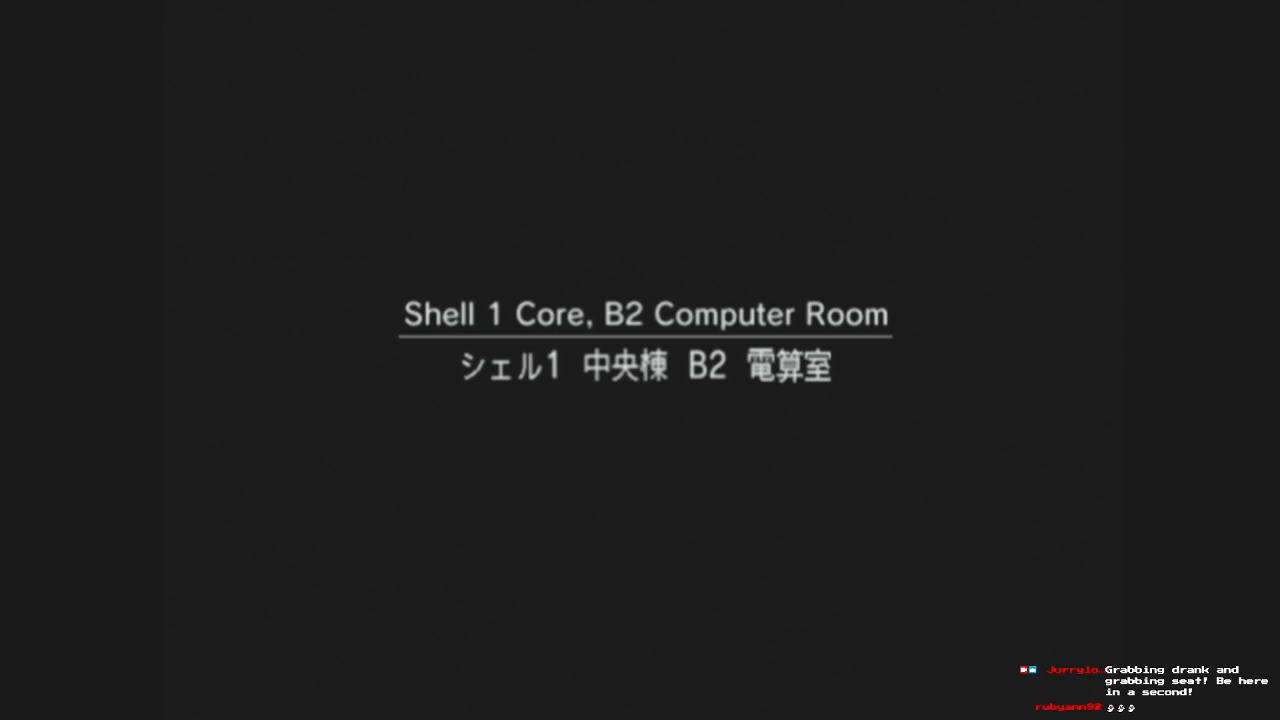 Shell 1 Core, B2 Computer Room
シェル1 中央棟 B2 電算室
Jurrylo… Grabbing drank and
grabbing seat! Be here
in a second!
rubyann92